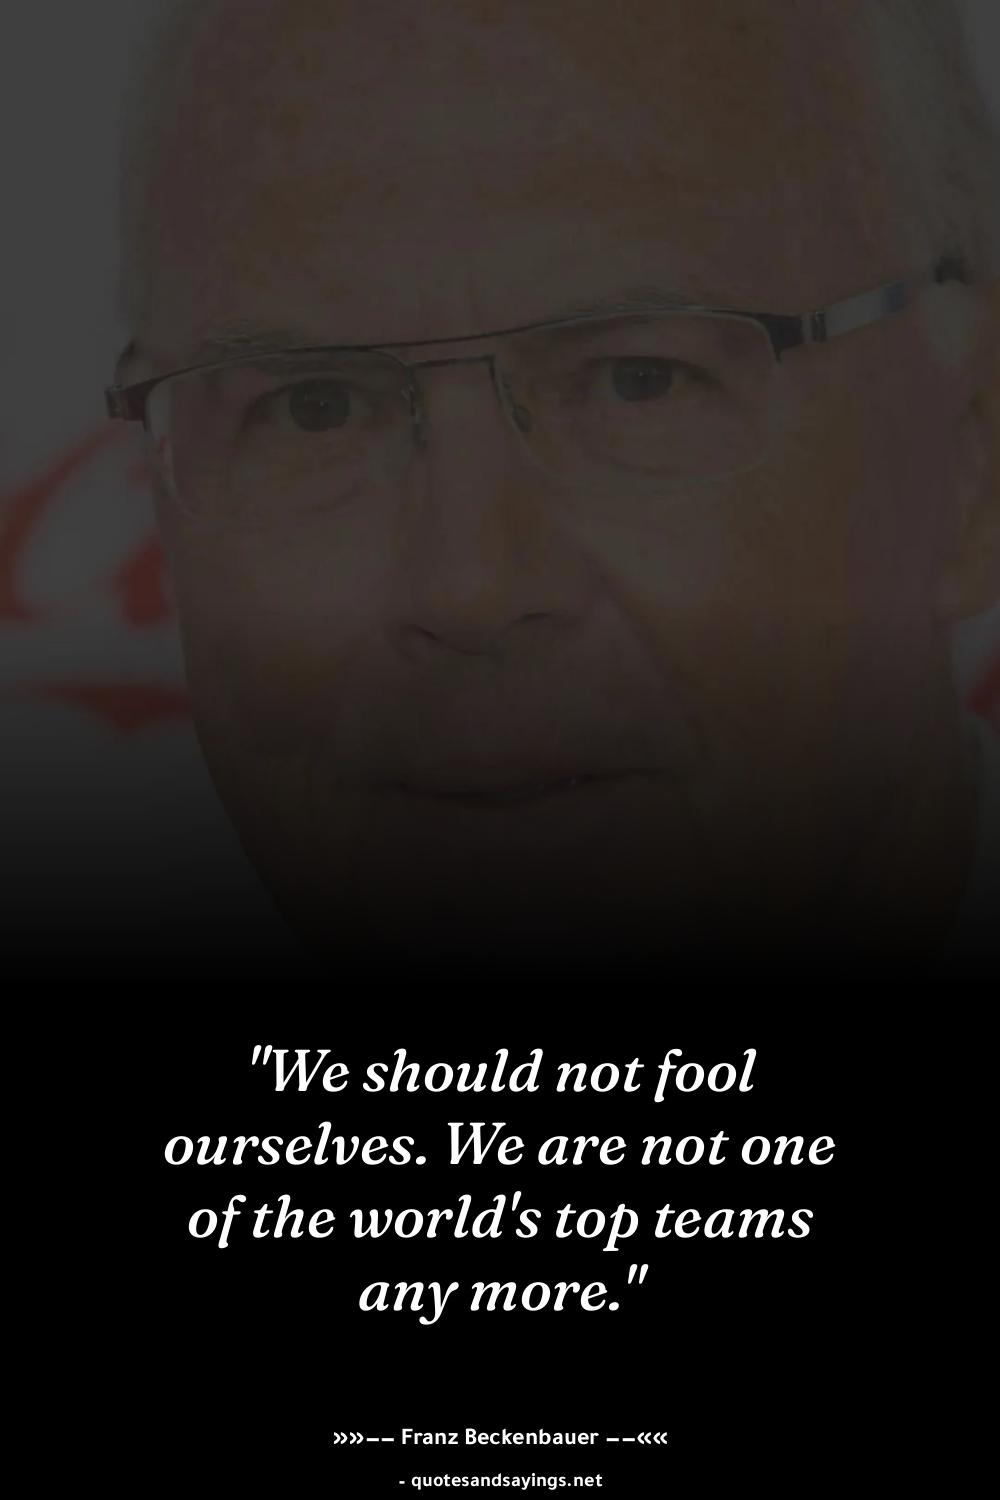 "We should not fool
ourselves. We are not one
of the world's top teams
any more."
»»−− Franz Beckenbauer −−««
- quotesandsayings.net